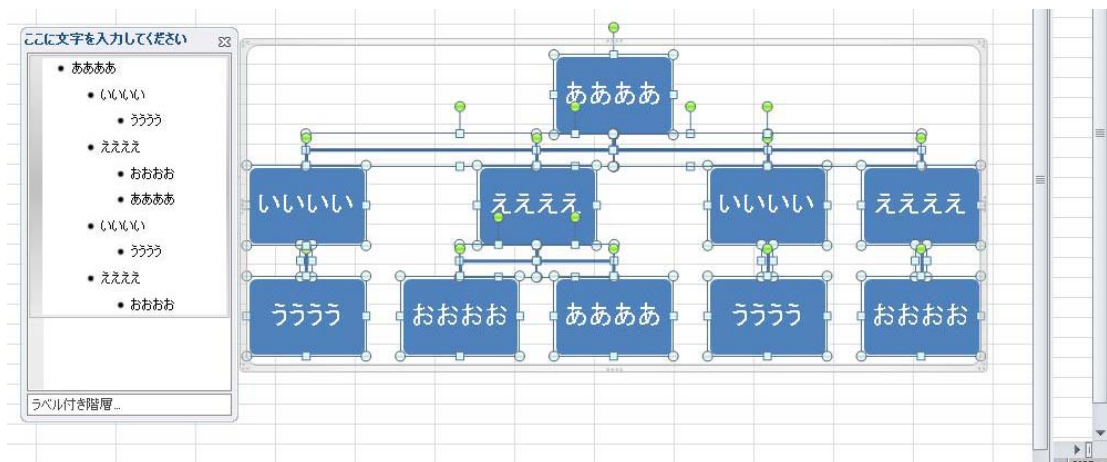 ここに文字を入力してください
ああああ
いいいい
うううう
ええええ
おおおお
ああああ
いいいい
うううう
ええええ
おおおお
ラベル付き階層...
ああああ
いいいい
ええええ
いいいい
ええええ
うううう
おおおお
ああああ
うううう
おおおお